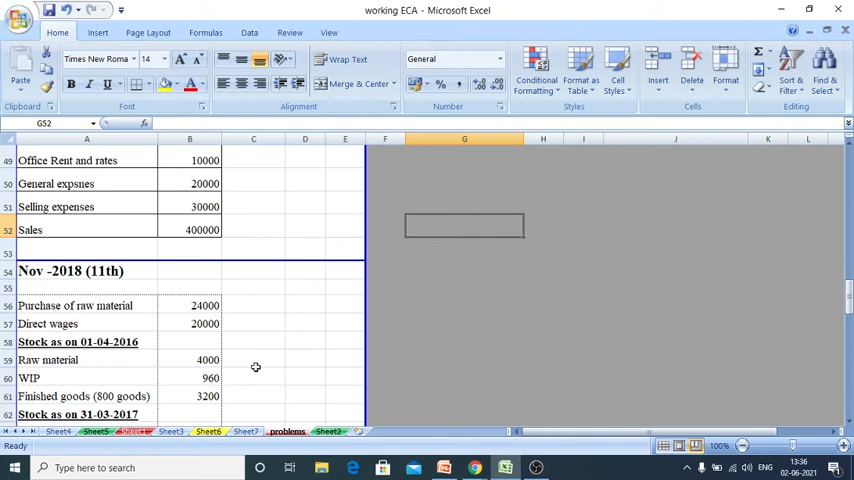 working ECA - Microsoft Excel
Home Insert Page Layout Formulas Data Review View
Times New Roma 14 A A Wrap Text General
Paste B I U A Merge & Center % , Conditional Formatting Format as Table Cell Styles Insert Delete Format Σ Sort & Filter Find & Select
Clipboard Font Alignment Number Styles Cells Editing
G52 fx
A B C D E F G H I J K L
49 Office Rent and rates 10000
50 General expsnes 20000
51 Selling expenses 30000
52 Sales 400000
53
54 Nov -2018 (11th)
55
56 Purchase of raw material 24000
57 Direct wages 20000
58 Stock as on 01-04-2016
59 Raw material 4000
60 WIP 960
61 Finished goods (800 goods) 3200
62 Stock as on 31-03-2017
Sheet4 Sheet5 Sheet1 Sheet3 Sheet6 Sheet7 problems Sheet2
Ready 100%
Type here to search ENG 13:36
02-06-2021